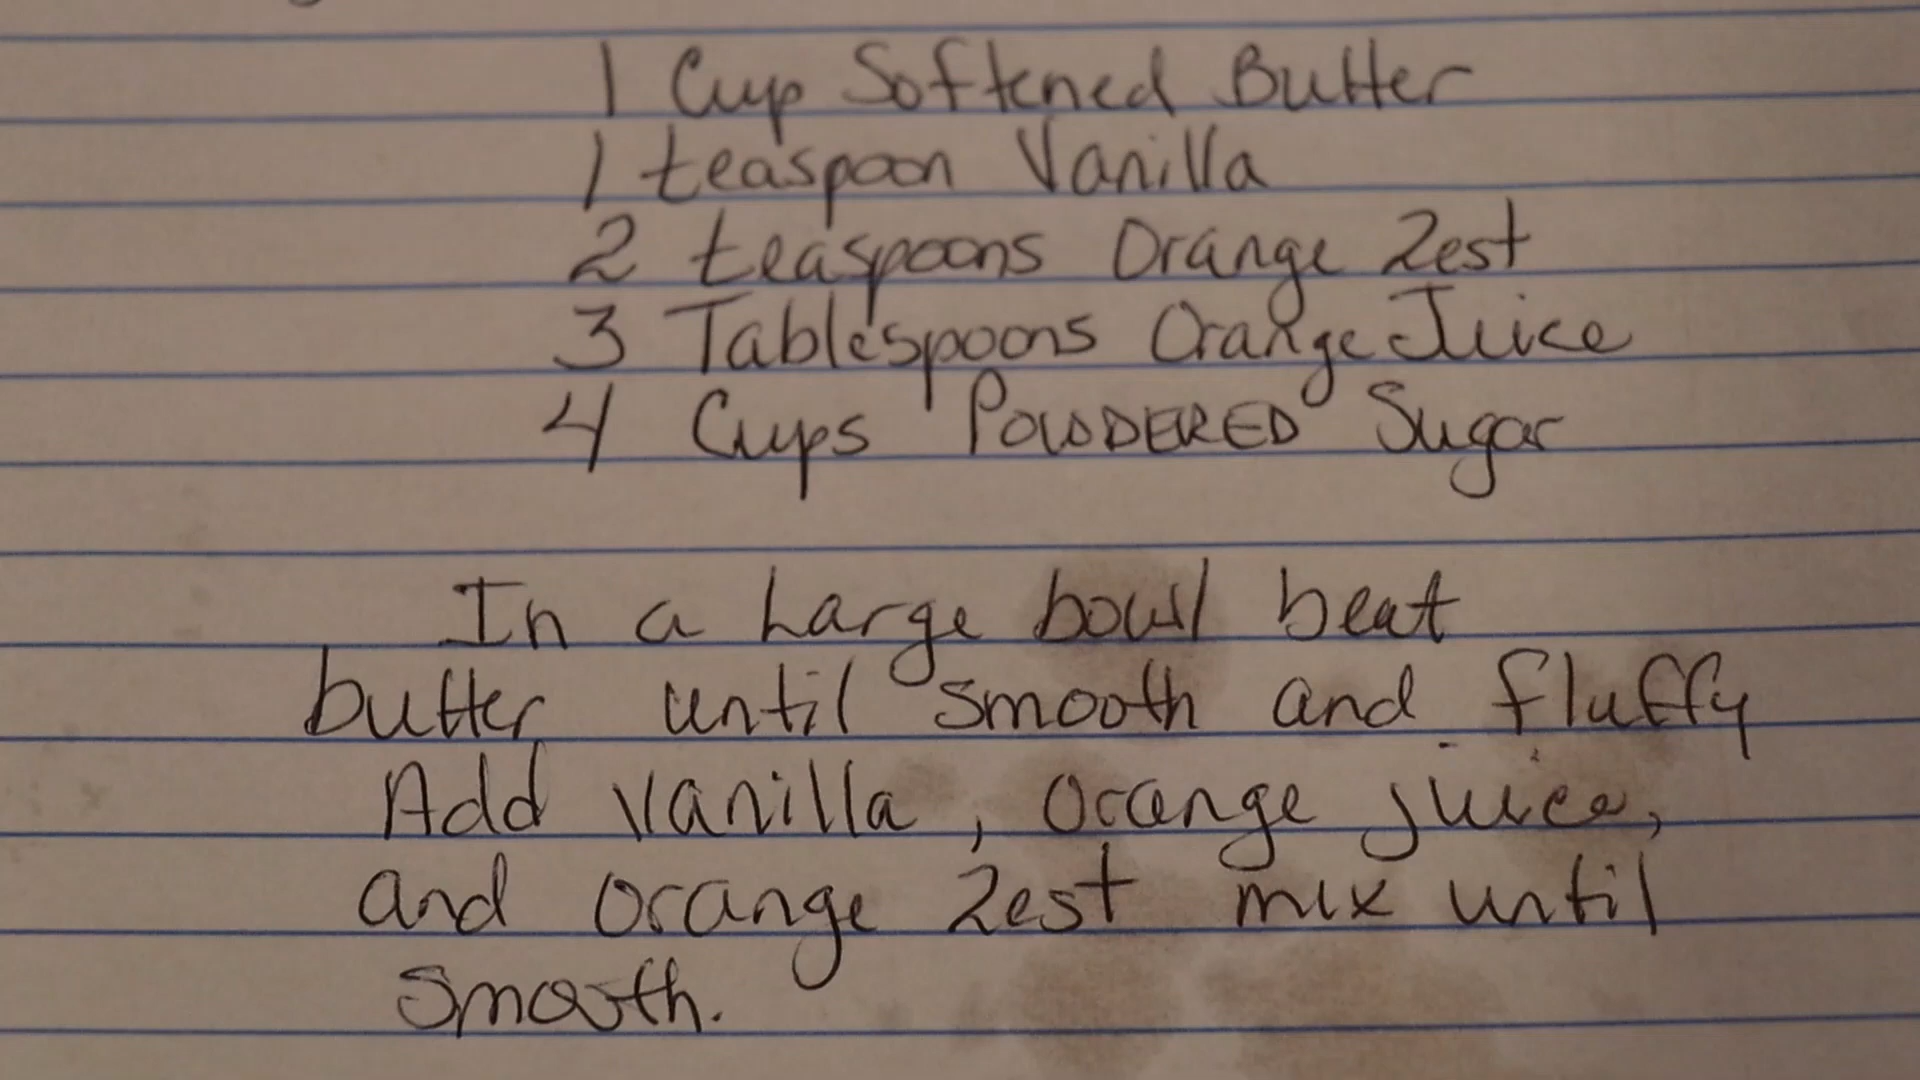 1 Cup Softened Butter
1 teaspoon Vanilla
2 teaspoons Orange Zest
3 Tablespoons Orange Juice
4 Cups POWDERED Sugar
In a Large bowl beat
butter until smooth and fluffy
Add vanilla, orange juice,
and orange zest mix until
smooth.